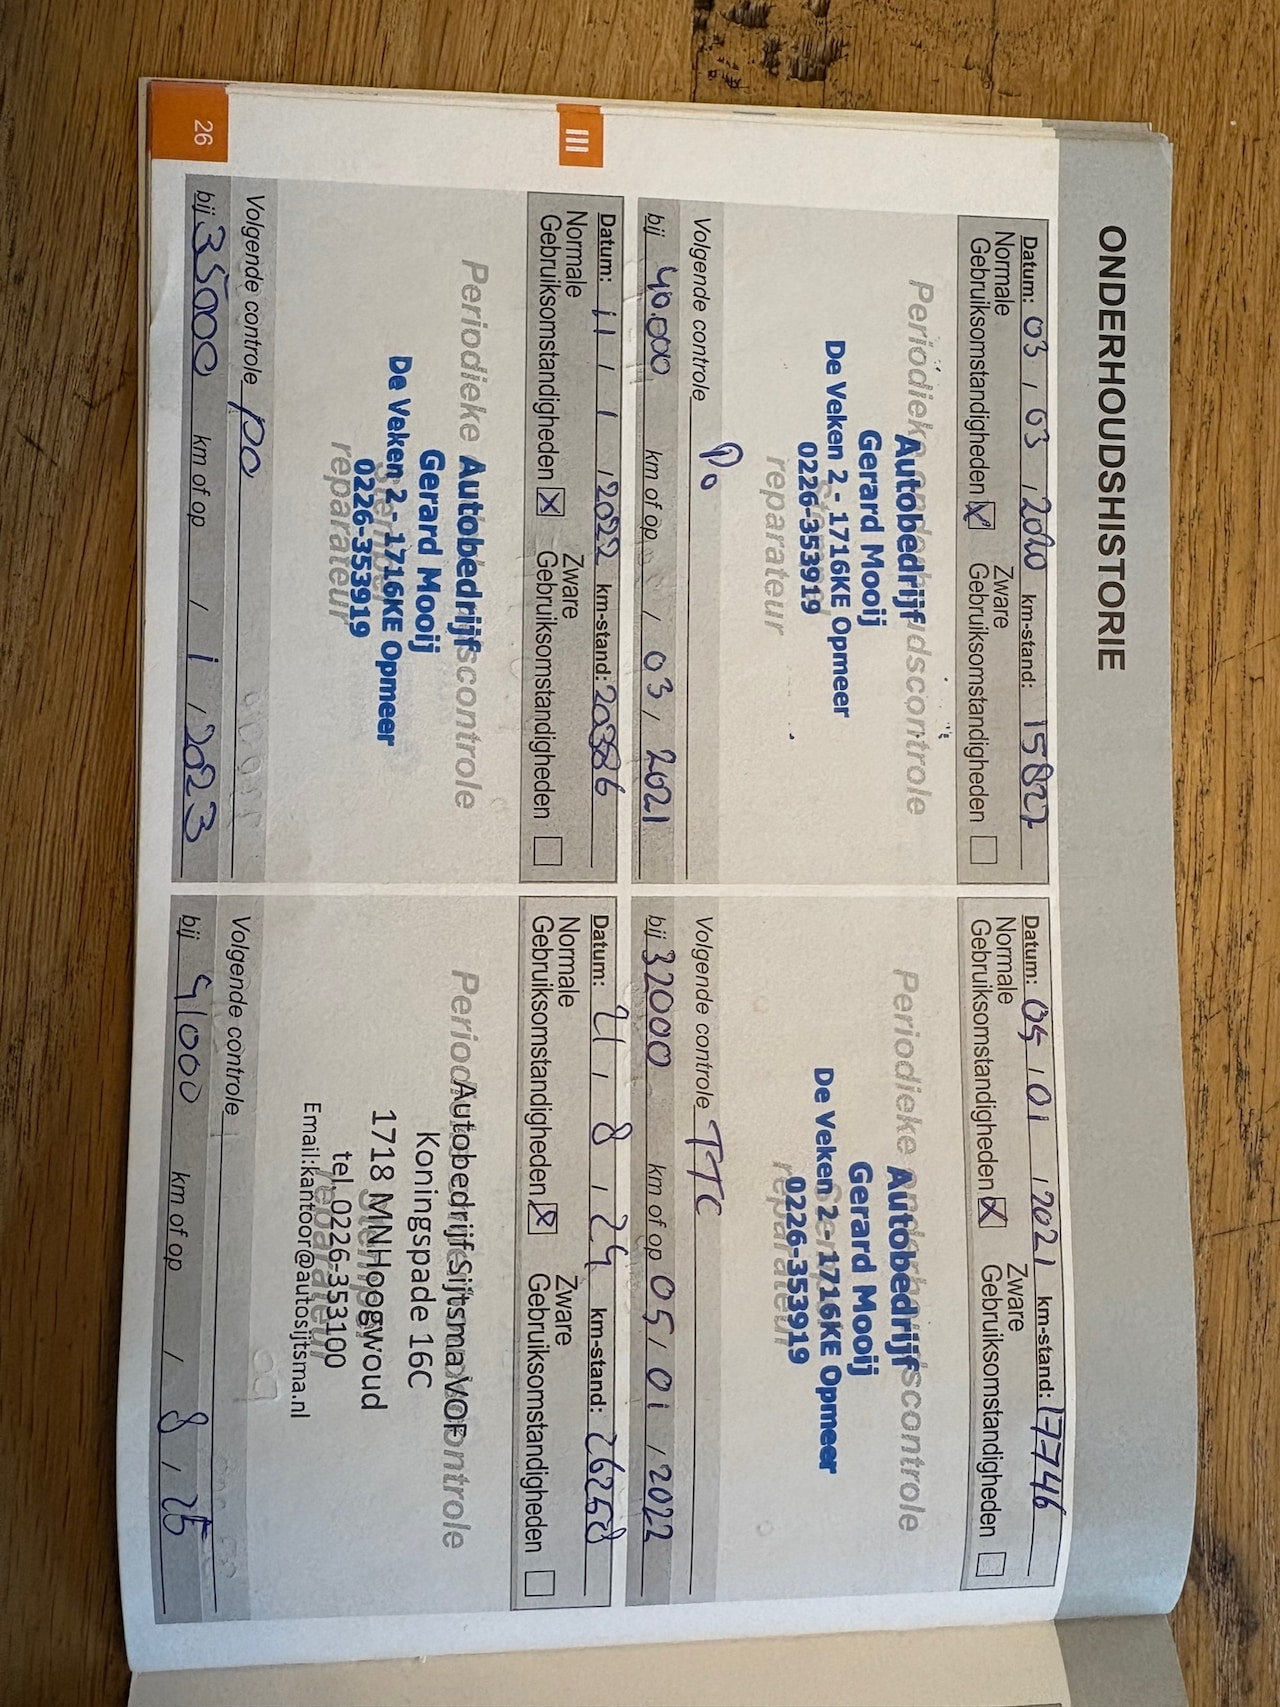 ONDERHOUDSHISTORIE
Datum: 03 / 03 / 2020 km-stand: 15827
Normale Zware
Gebruiksomstandigheden X Gebruiksomstandigheden
Periodieke onderhoudscontrole
Autobedrijf
Gerard Mooij
De Veken 2 - 1716KE Opmeer
0226-353919
reparateur
Volgende controle Po
bij 40.000 km of op / 03 / 2021
Datum: 05 / 01 / 2021 km-stand: 17746
Normale Zware
Gebruiksomstandigheden X Gebruiksomstandigheden
Periodieke onderhoudscontrole
Autobedrijf
Gerard Mooij
De Veken 2 - 1716KE Opmeer
0226-353919
reparateur
Volgende controle TTC
bij 32000 km of op 05 / 01 / 2022
III
Datum: 11 / 1 / 2022 km-stand:
Normale Zware
Gebruiksomstandigheden X Gebruiksomstandigheden
Periodieke onderhoudscontrole
Autobedrijf
Gerard Mooij
De Veken 2 - 1716KE Opmeer
0226-353919
reparateur
Volgende controle PO
bij 35000 km of op / 1 / 2023
Datum: 21 / 8 / 24 km-stand: 26268
Normale Zware
Gebruiksomstandigheden X Gebruiksomstandigheden
Periodieke onderhoudscontrole
Autobedrijf Sijtsma VOF
Koningspade 16C
1718 MNHoogwoud
tel. 0226-353100
reparateur
Email:kantoor@autosijtsma.nl
Volgende controle
bij 41000 km of op / 8 / 26
26